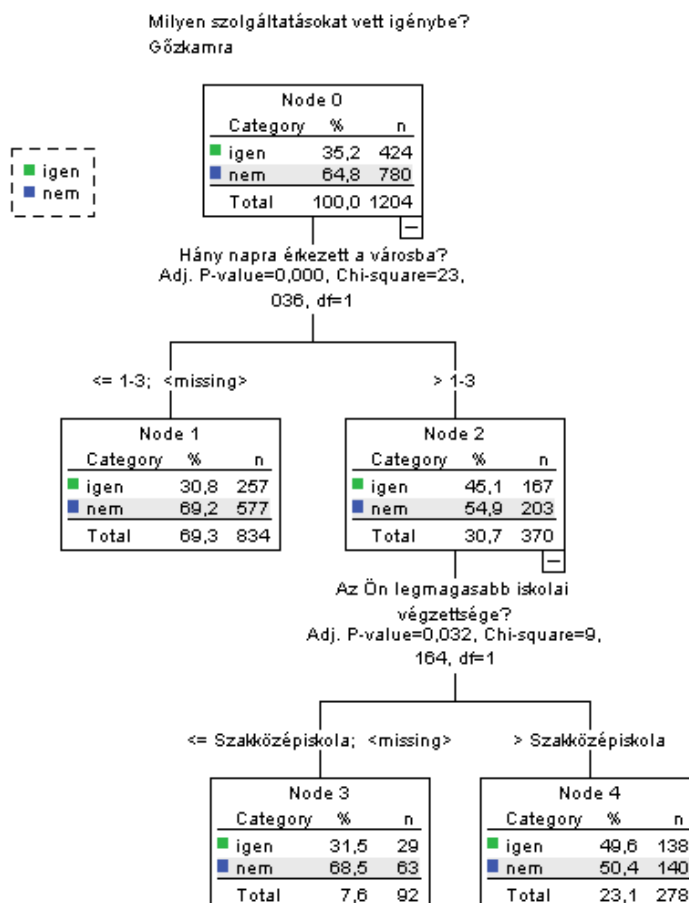 Milyen szolgáltatásokat vett igénybe?
Gőzkamra
igen
nem
Node 0
Category % n
igen 35,2 424
nem 64,8 780
Total 100,0 1204
Hány napra érkezett a városba?
Adj. P-value=0,000, Chi-square=23,
036, df=1
<= 1-3; <missing>
> 1-3
Node 1
Category % n
igen 30,8 257
nem 69,2 577
Total 69,3 834
Node 2
Category % n
igen 45,1 167
nem 54,9 203
Total 30,7 370
Az Ön legmagasabb iskolai
végzettsége?
Adj. P-value=0,032, Chi-square=9,
164, df=1
<= Szakközépiskola; <missing>
> Szakközépiskola
Node 3
Category % n
igen 31,5 29
nem 68,5 63
Total 7,6 92
Node 4
Category % n
igen 49,6 138
nem 50,4 140
Total 23,1 278